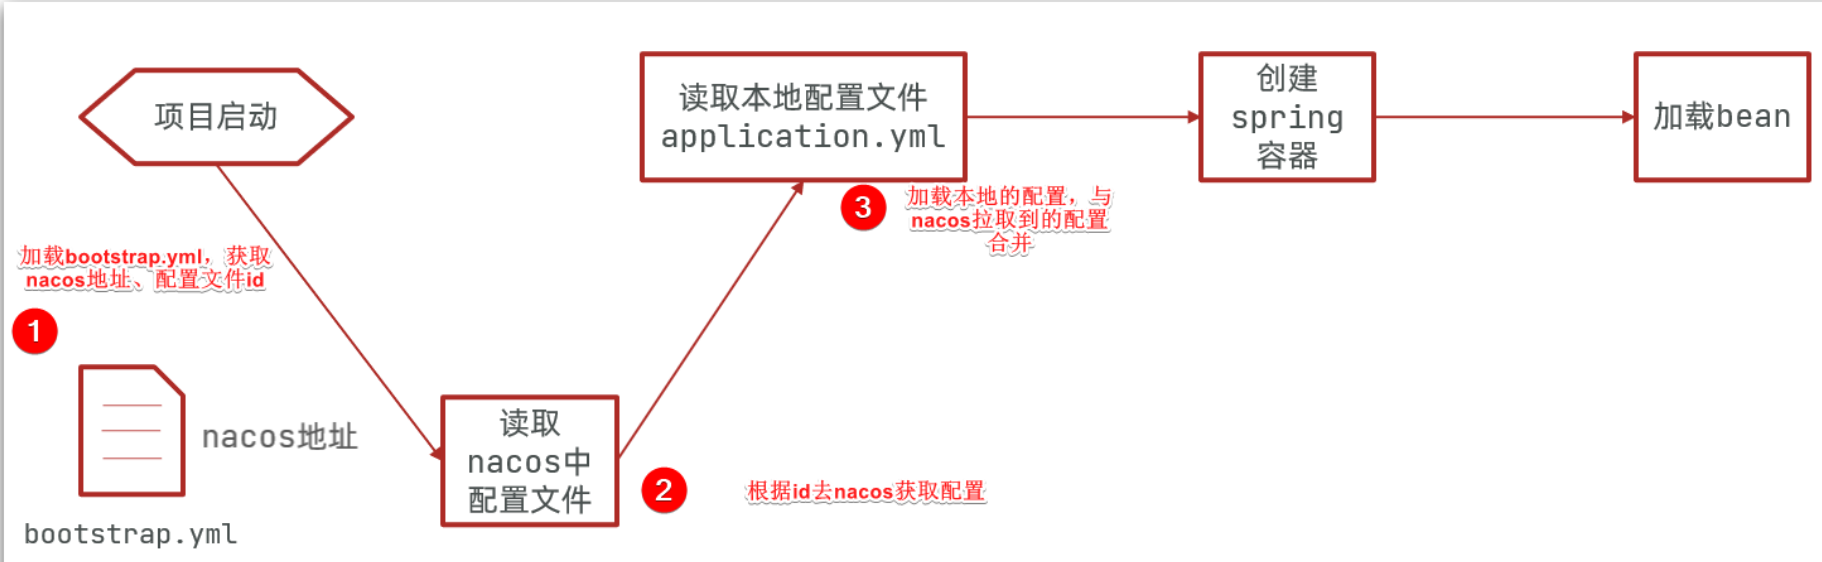 项目启动
加载bootstrap.yml，获取
nacos地址、配置文件id
1
nacos地址
bootstrap.yml
读取
nacos中
配置文件
2
根据id去nacos获取配置
读取本地配置文件
application.yml
3
加载本地的配置，与
nacos拉取到的配置
合并
创建
spring
容器
加载bean